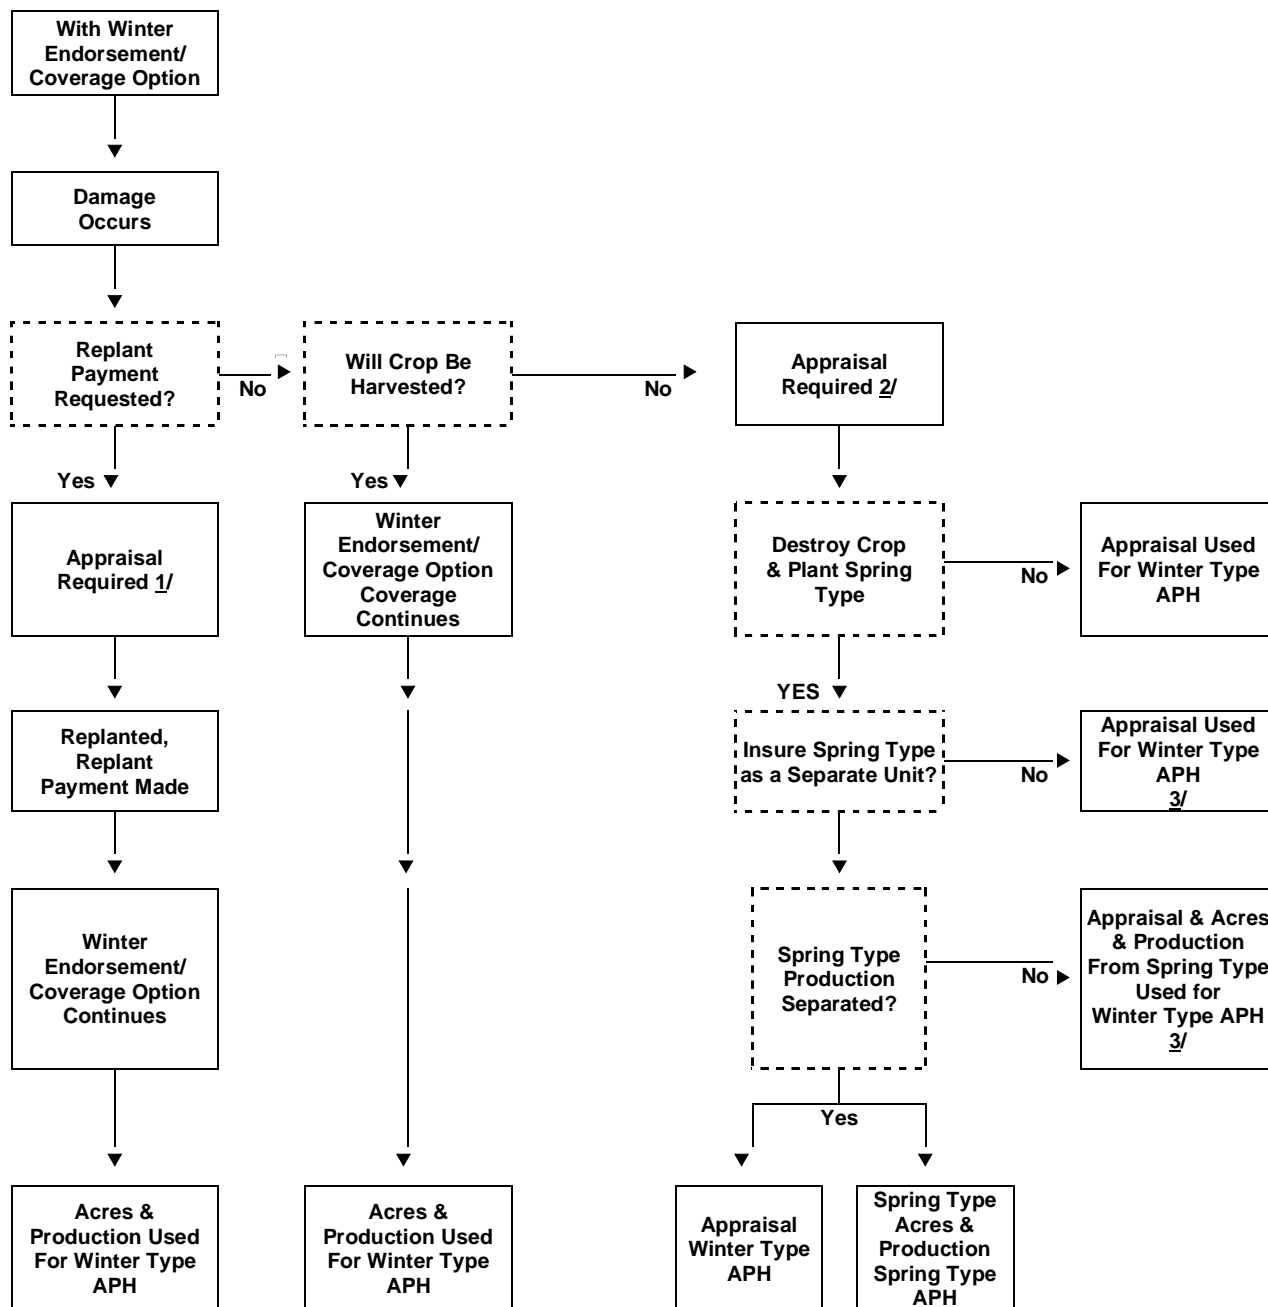 With Winter
Endorsement/
Coverage Option
Damage
Occurs
Replant
Payment
Requested?
No
Will Crop Be
Harvested?
No
Appraisal
Required 2/
Yes
Yes
Appraisal
Required 1/
Winter
Endorsement/
Coverage Option
Coverage
Continues
Destroy Crop
& Plant Spring
Type
No
Appraisal Used
For Winter Type
APH
YES
Replanted,
Replant
Payment Made
Insure Spring Type
as a Separate Unit?
No
Appraisal Used
For Winter Type
APH
3/
Winter
Endorsement/
Coverage Option
Continues
Spring Type
Production
Separated?
No
Appraisal & Acres
& Production
From Spring Type
Used for
Winter Type APH
3/
Yes
Acres &
Production Used
For Winter Type
APH
Acres &
Production Used
For Winter Type
APH
Appraisal
Winter Type
APH
Spring Type
Acres &
Production
Spring Type
APH